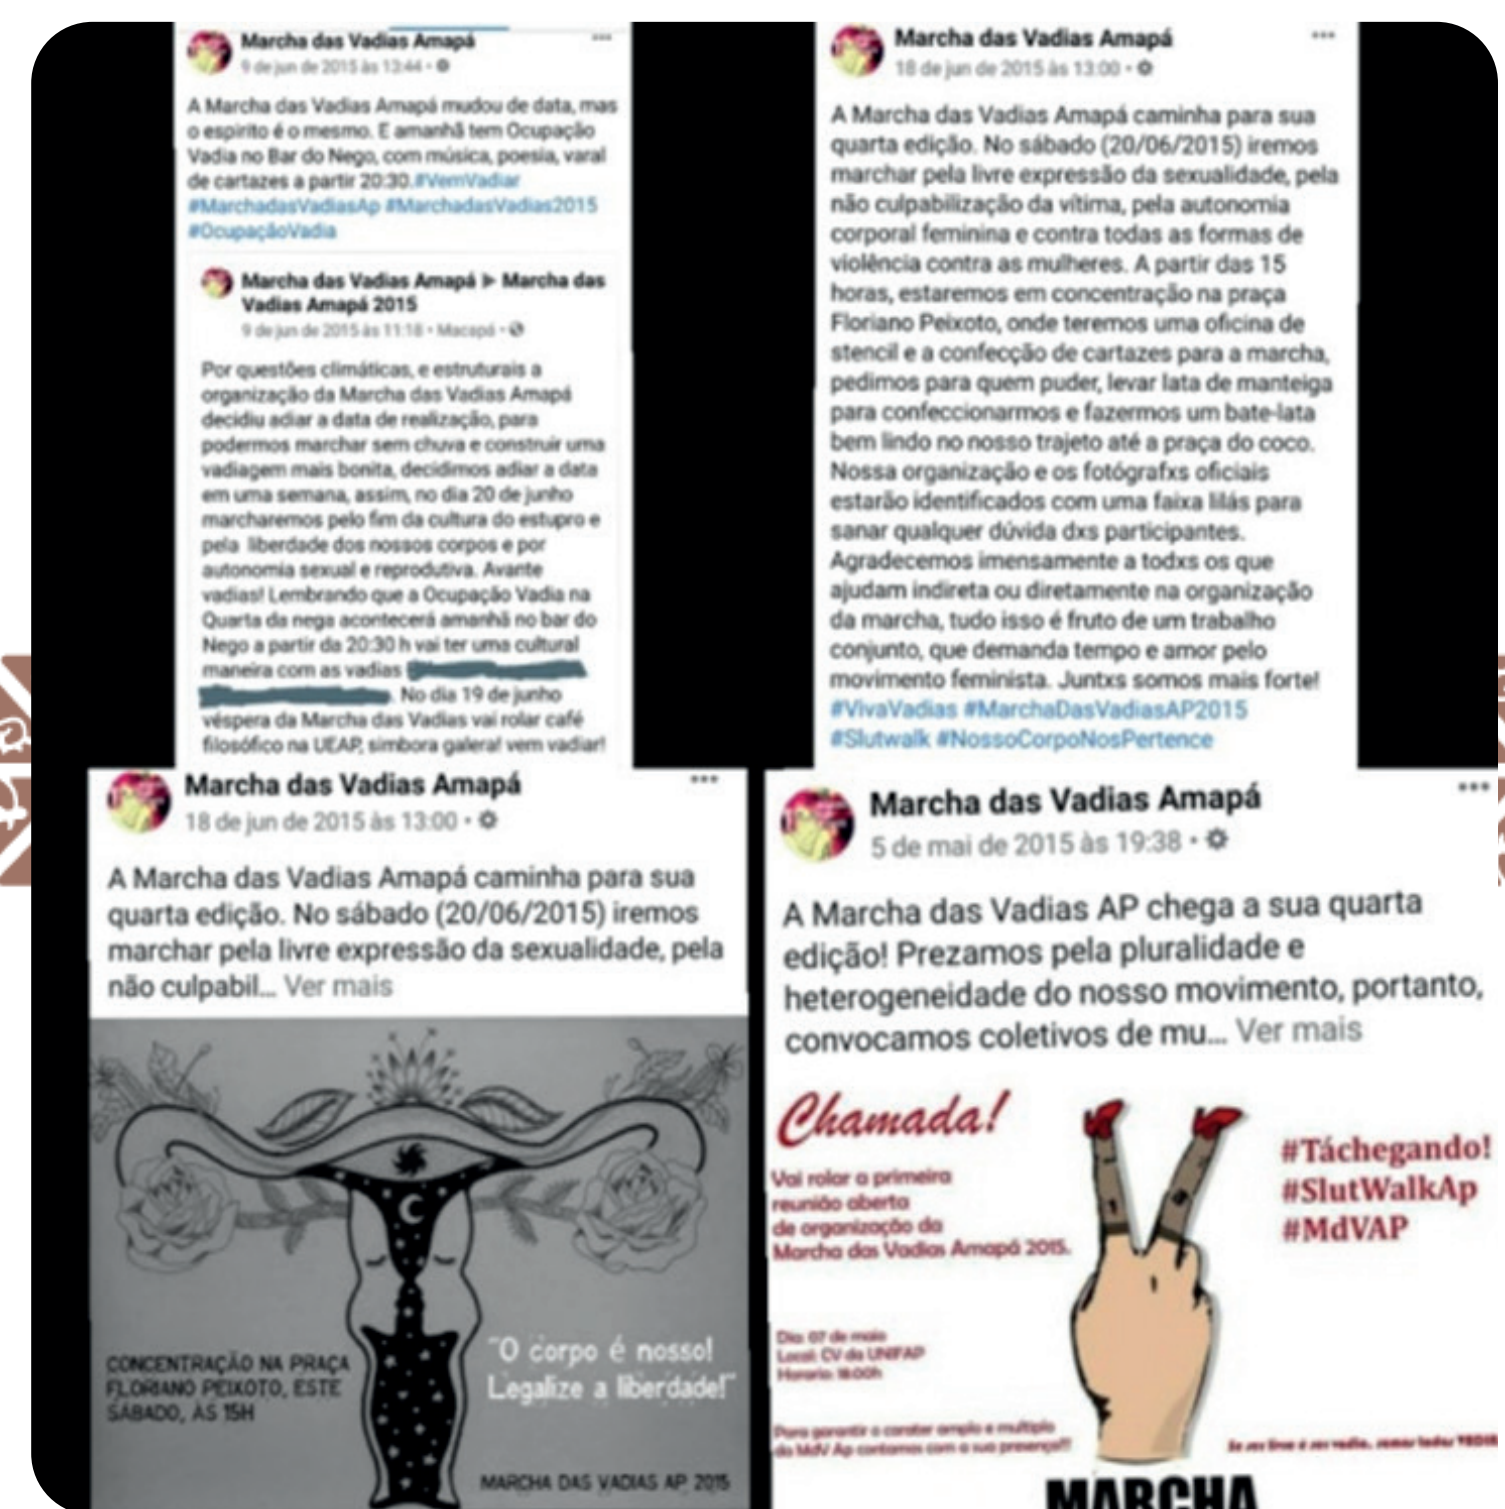 Marcha das Vadias Amapá
9 de jun de 2015 às 13:44 •
A Marcha das Vadias Amapá mudou de data, mas
o espirito é o mesmo. E amanhã tem Ocupação
Vadia no Bar do Nego, com música, poesia, varal
de cartazes a partir 20:30.#VemVadiar
#MarchadasVadiasAp #MarchadasVadias2015
#OcupaçãoVadia
Marcha das Vadias Amapá ▶ Marcha das
Vadias Amapá 2015
9 de jun de 2015 às 11:18 • Macapá •
Por questões climáticas, e estruturais a
organização da Marcha das Vadias Amapá
decidiu adiar a data de realização, para
podermos marchar sem chuva e construir uma
vadiagem mais bonita, decidimos adiar a data
em uma semana, assim, no dia 20 de junho
marcharemos pelo fim da cultura do estupro e
pela liberdade dos nossos corpos e por
autonomia sexual e reprodutiva. Avante
vadias! Lembrando que a Ocupação Vadia na
Quarta da nega acontecerá amanhã no bar do
Nego a partir da 20:30 h vai ter uma cultural
maneira com as vadias
. No dia 19 de junho
véspera da Marcha das Vadias vai rolar café
filosófico na UEAP, simbora galera! vem vadiar!
Marcha das Vadias Amapá
18 de jun de 2015 às 13:00 •
A Marcha das Vadias Amapá caminha para sua
quarta edição. No sábado (20/06/2015) iremos
marchar pela livre expressão da sexualidade, pela
não culpabilização da vítima, pela autonomia
corporal feminina e contra todas as formas de
violência contra as mulheres. A partir das 15
horas, estaremos em concentração na praça
Floriano Peixoto, onde teremos uma oficina de
stencil e a confecção de cartazes para a marcha,
pedimos para quem puder, levar lata de manteiga
para confeccionarmos e fazermos um bate-lata
bem lindo no nosso trajeto até a praça do coco.
Nossa organização e os fotógrafxs oficiais
estarão identificados com uma faixa lilás para
sanar qualquer dúvida dxs participantes.
Agradecemos imensamente a todxs os que
ajudam indireta ou diretamente na organização
da marcha, tudo isso é fruto de um trabalho
conjunto, que demanda tempo e amor pelo
movimento feminista. Juntxs somos mais forte!
#VivaVadias #MarchaDasVadiasAP2015
#Slutwalk #NossoCorpoNosPertence
Marcha das Vadias Amapá
18 de jun de 2015 às 13:00 •
A Marcha das Vadias Amapá caminha para sua
quarta edição. No sábado (20/06/2015) iremos
marchar pela livre expressão da sexualidade, pela
não culpabil... Ver mais
CONCENTRAÇÃO NA PRAÇA
FLORIANO PEIXOTO, ESTE
SÁBADO, ÀS 15H
"O corpo é nosso!
Legalize a liberdade!"
MARCHA DAS VADIAS AP 2015
Marcha das Vadias Amapá
5 de mai de 2015 às 19:38 •
A Marcha das Vadias AP chega a sua quarta
edição! Prezamos pela pluralidade e
heterogeneidade do nosso movimento, portanto,
convocamos coletivos de mu... Ver mais
Chamada!
Vai rolar a primeira
reunião aberta
de organização da
Marcha das Vadias Amapá 2015.
#Táchegando!
#SlutWalkAp
#MdVAP
Dia: 07 de maio
Local: CV da UNIFAP
Horario: 18:00h
Para garantir o carater amplo e multiplo
da MdV Ap contamos com a sua presença!!!
Se ser livre é ser vadia, somos todas VADIA
MARCHA